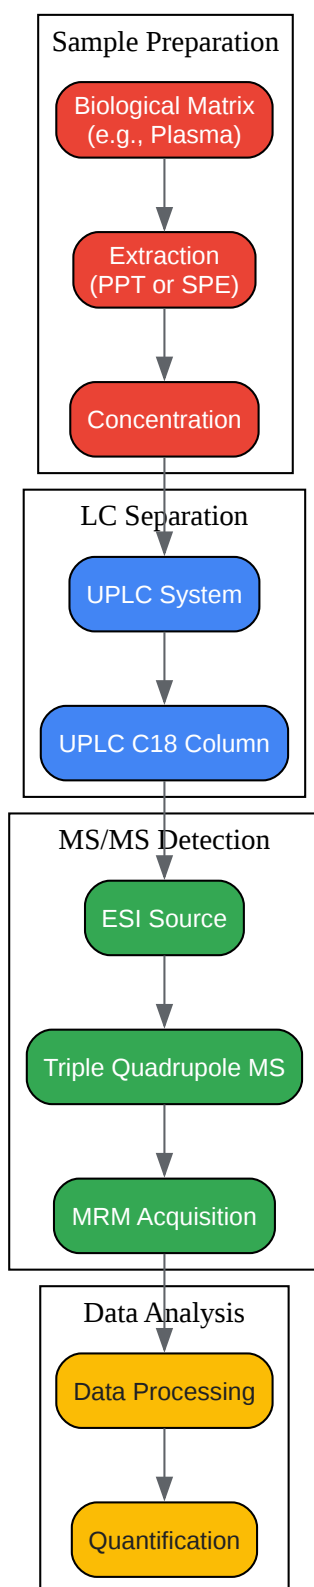 Sample Preparation
Biological Matrix
(e.g., Plasma)
Extraction
(PPT or SPE)
Concentration
LC Separation
UPLC System
UPLC C18 Column
MS/MS Detection
ESI Source
Triple Quadrupole MS
MRM Acquisition
Data Analysis
Data Processing
Quantification